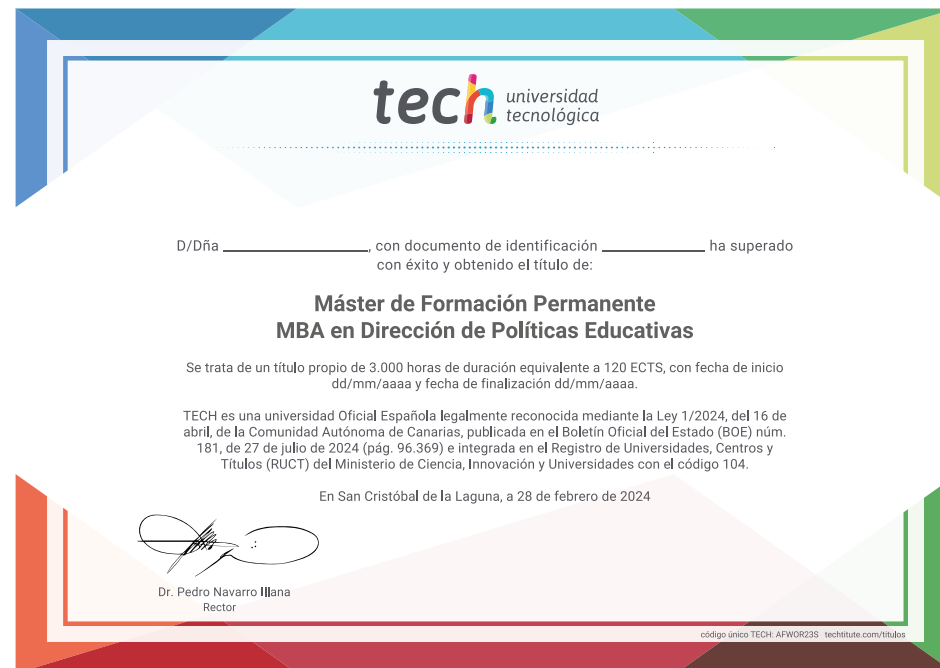 tech universidad
tecnológica
D/Dña ______________, con documento de identificación __________ ha superado
con éxito y obtenido el título de:
Máster de Formación Permanente
MBA en Dirección de Políticas Educativas
Se trata de un título propio de 3.000 horas de duración equivalente a 120 ECTS, con fecha de inicio
dd/mm/aaaa y fecha de finalización dd/mm/aaaa.
TECH es una universidad Oficial Española legalmente reconocida mediante la Ley 1/2024, del 16 de
abril, de la Comunidad Autónoma de Canarias, publicada en el Boletín Oficial del Estado (BOE) núm.
181, de 27 de julio de 2024 (pág. 96.369) e integrada en el Registro de Universidades, Centros y
Títulos (RUCT) del Ministerio de Ciencia, Innovación y Universidades con el código 104.
En San Cristóbal de la Laguna, a 28 de febrero de 2024
Dr. Pedro Navarro Illana
Rector
código único TECH: AFWOR23S techtitute.com/titulos